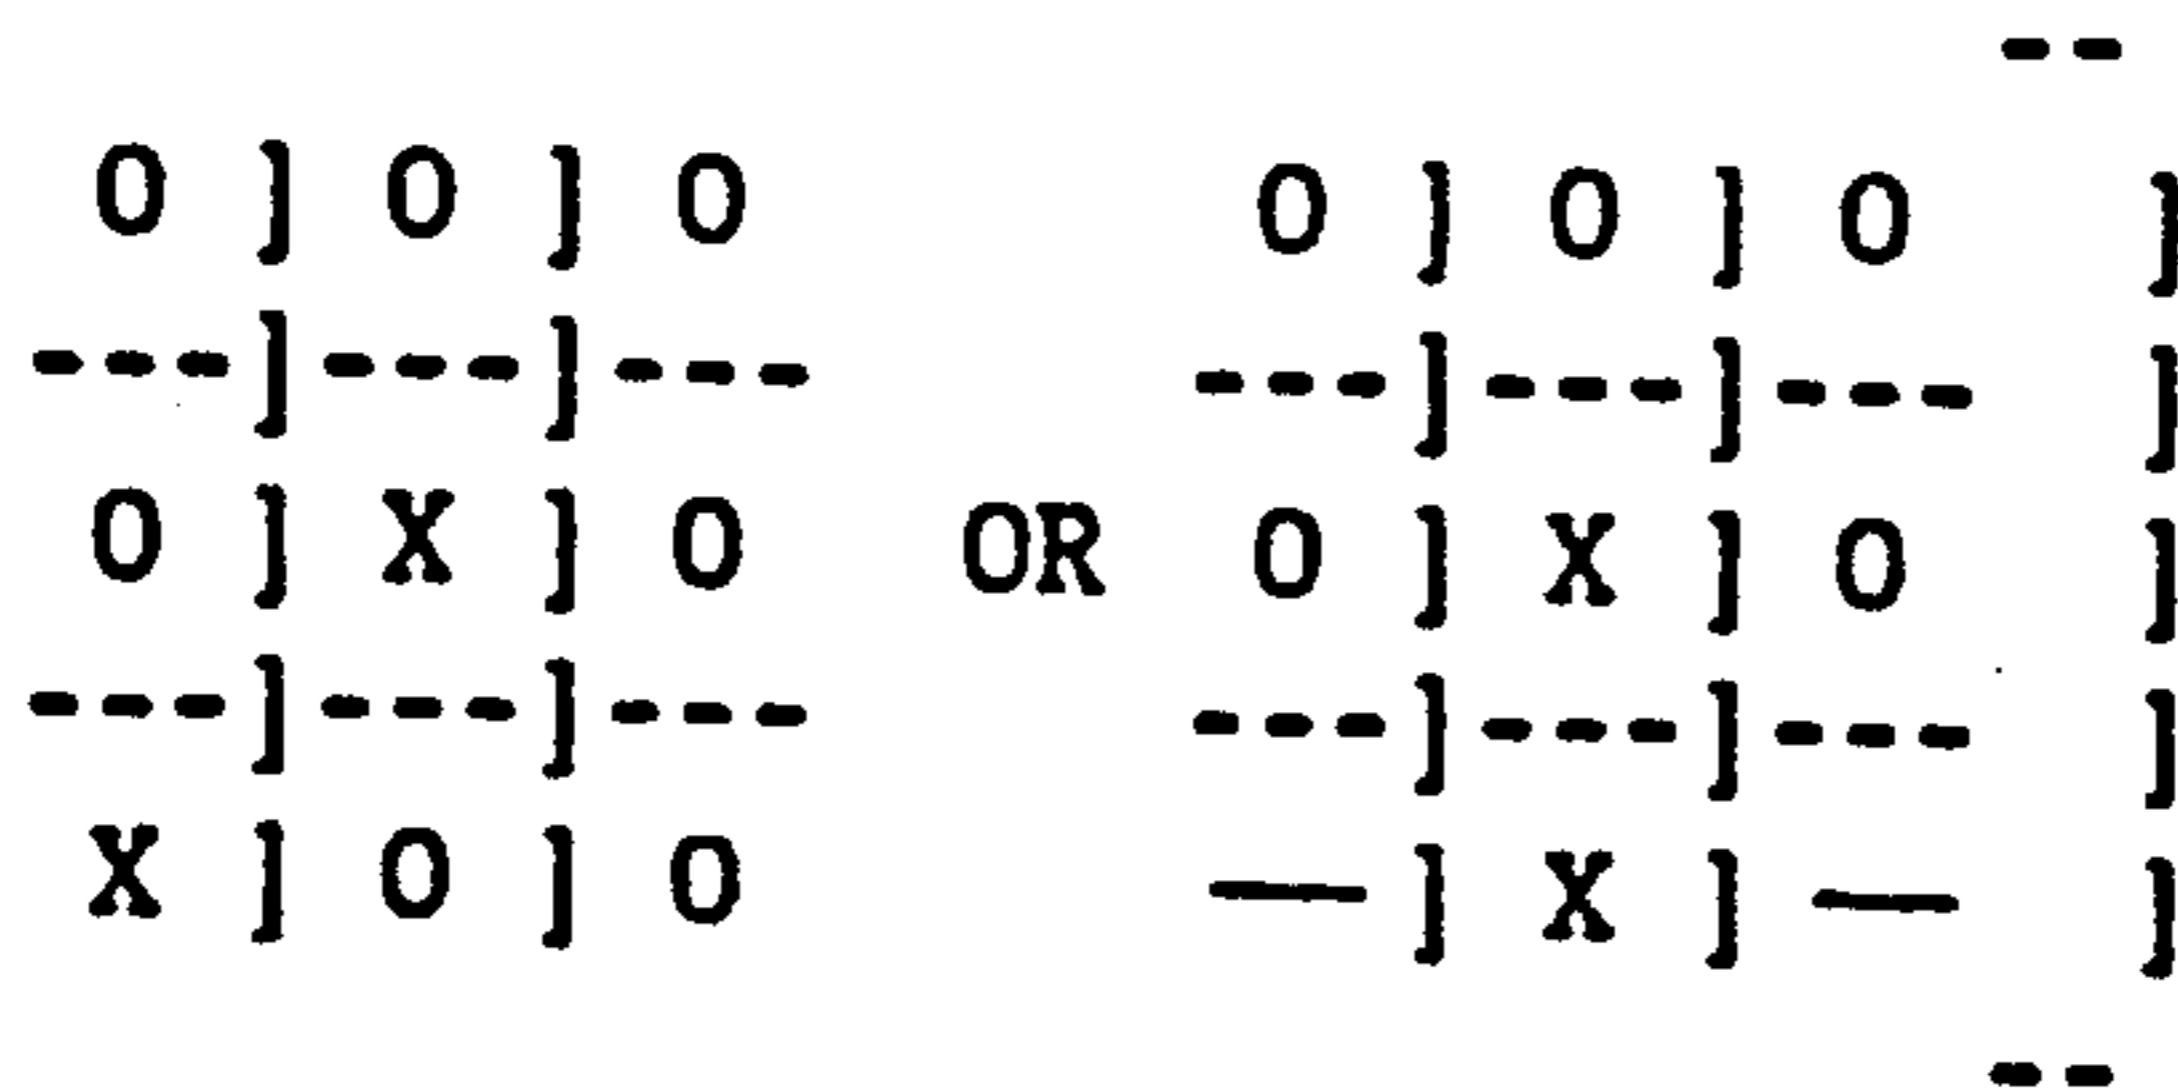 --
O ] O ] O O ] O ] O ]
---]---]--- ---]---]--- ]
O ] X ] O OR O ] X ] O ]
---]---]--- ---]---]--- ]
X ] O ] O — ] X ] — ]
--